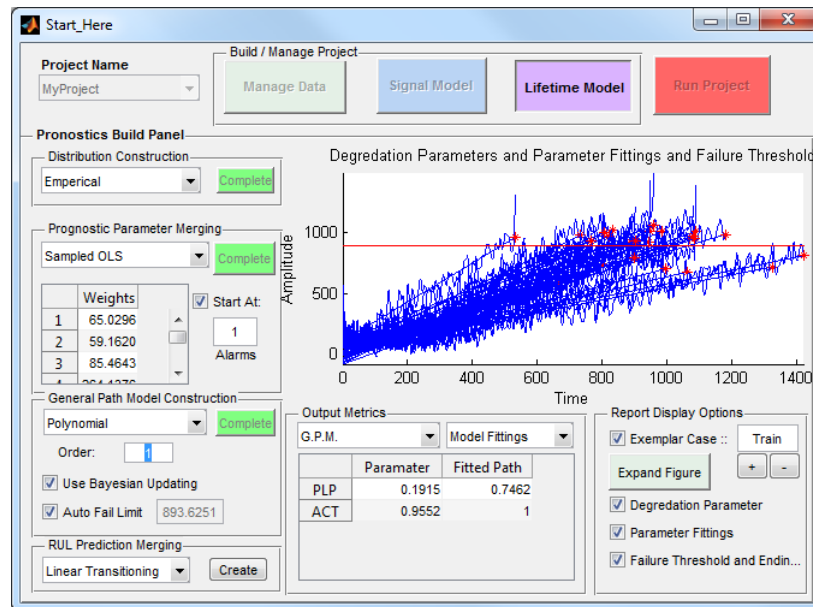 Start_Here
Project Name
MyProject
Build / Manage Project
Manage Data
Signal Model
Lifetime Model
Run Project
Pronostics Build Panel
Distribution Construction
Emperical
Complete
Prognostic Parameter Merging
Sampled OLS
Complete
Weights
1 65.0296
2 59.1620
3 85.4643
4 264.1376
Start At:
1
Alarms
General Path Model Construction
Polynomial
Complete
Order:
1
Use Bayesian Updating
Auto Fail Limit 893.6251
RUL Prediction Merging
Linear Transitioning
Create
Degredation Parameters and Parameter Fittings and Failure Threshold
Amplitude
1000
500
0
0 200 400 600 800 1000 1200 1400
Time
Output Metrics
G.P.M.
Model Fittings
Paramater Fitted Path
PLP 0.1915 0.7462
ACT 0.9552 1
Report Display Options
Exemplar Case :: Train
Expand Figure
+ -
Degredation Parameter
Parameter Fittings
Failure Threshold and Endin...